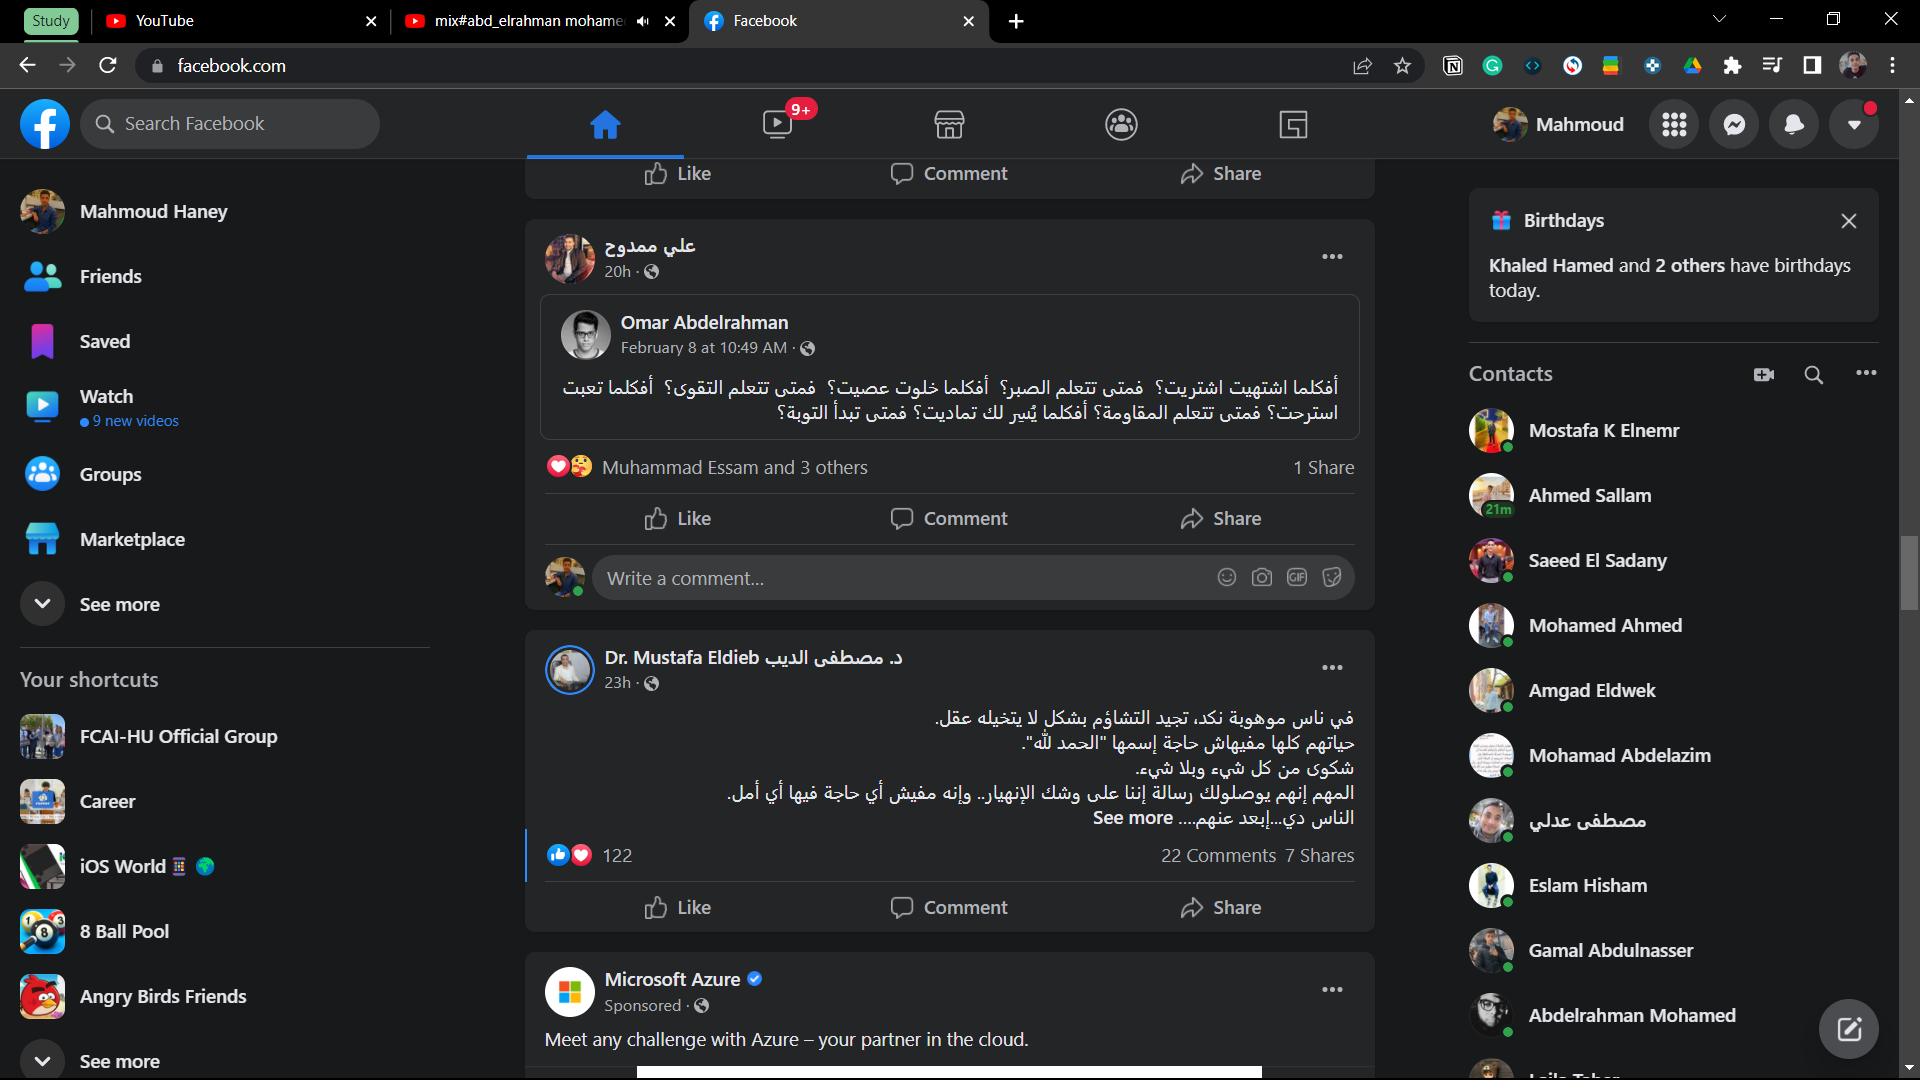 Study
YouTube
mix#abd_elrahman mohame
Facebook
facebook.com
Search Facebook
9+
Mahmoud
Mahmoud Haney
Friends
Saved
Watch
9 new videos
Groups
Marketplace
See more
Your shortcuts
FCAI-HU Official Group
Career
iOS World
8 Ball Pool
Angry Birds Friends
See more
Like
Comment
Share
علي ممدوح
20h ·
Omar Abdelrahman
February 8 at 10:49 AM ·
أفكلما اشتهيت اشتريت؟ فمتى تتعلم الصبر؟ أفكلما خلوت عصيت؟ فمتى تتعلم التقوى؟ أفكلما تعبت
استرحت؟ فمتى تتعلم المقاومة؟ أفكلما يُسِر لك تماديت؟ فمتى تبدأ التوبة؟
Muhammad Essam and 3 others
1 Share
Like
Comment
Share
Write a comment...
GIF
Dr. Mustafa Eldieb د. مصطفى الديب
23h ·
في ناس موهوبة نكد، تجيد التشاؤم بشكل لا يتخيله عقل.
حياتهم كلها مفيهاش حاجة إسمها "الحمد لله".
شكوى من كل شيء وبلا شيء.
المهم إنهم يوصلولك رسالة إننا على وشك الإنهيار.. وإنه مفيش أي حاجة فيها أي أمل.
الناس دي...إبعد عنهم.... See more
122
22 Comments 7 Shares
Like
Comment
Share
Microsoft Azure
Sponsored ·
Meet any challenge with Azure – your partner in the cloud.
Birthdays
Khaled Hamed and 2 others have birthdays
today.
Contacts
Mostafa K Elnemr
Ahmed Sallam
21m
Saeed El Sadany
Mohamed Ahmed
Amgad Eldwek
Mohamad Abdelazim
مصطفى عدلي
Eslam Hisham
Gamal Abdulnasser
Abdelrahman Mohamed